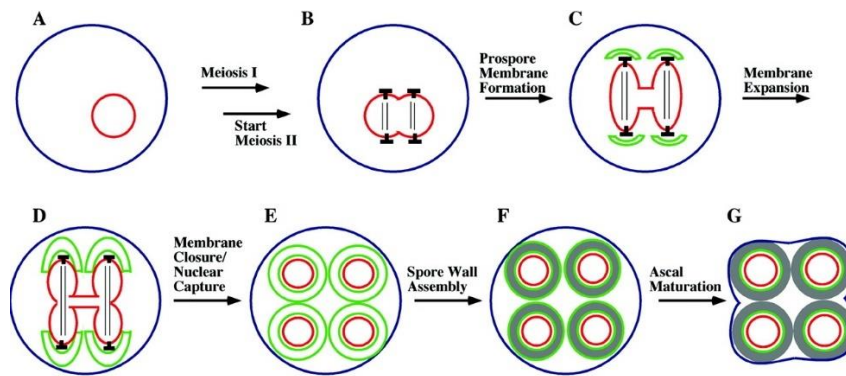 A
Meiosis I
Start
Meiosis II
B
Prospore
Membrane
Formation
C
Membrane
Expansion
D
Membrane
Closure/
Nuclear
Capture
E
Spore Wall
Assembly
F
Ascal
Maturation
G